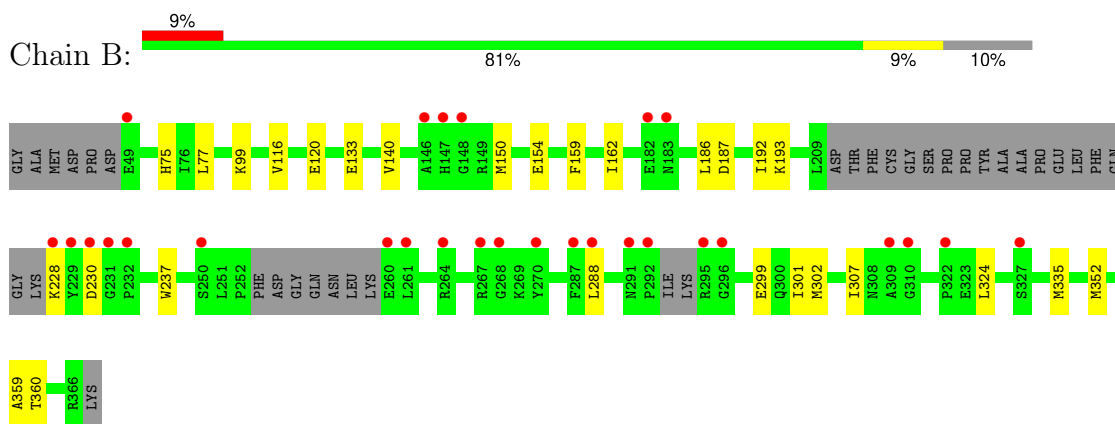 9%
Chain B:
81% 9% 10%
GLY ALA MET ASP PRO ASP E49 H75 I76 L77 K99 V116 E120 E133 V140 A146 H147 G148 R149 M150 E154 F159 I162 E182 N183 L186 D187 I192 K193 L209 ASP THR PHE CYS GLY SER PRO PRO TYR ALA ALA PRO GLU LEU PHE GLN
GLY LYS K228 Y229 D230 G231 P232 W237 S250 L251 P252 PHE ASP GLY GLN ASN LEU LYS E260 L261 R264 R267 G268 K269 Y270 F287 L288 N291 P292 ILE LYS R295 G296 E299 Q300 I301 M302 I307 N308 A309 G310 P322 E323 L324 S327 M335 M352
A359 T360 R366 LYS